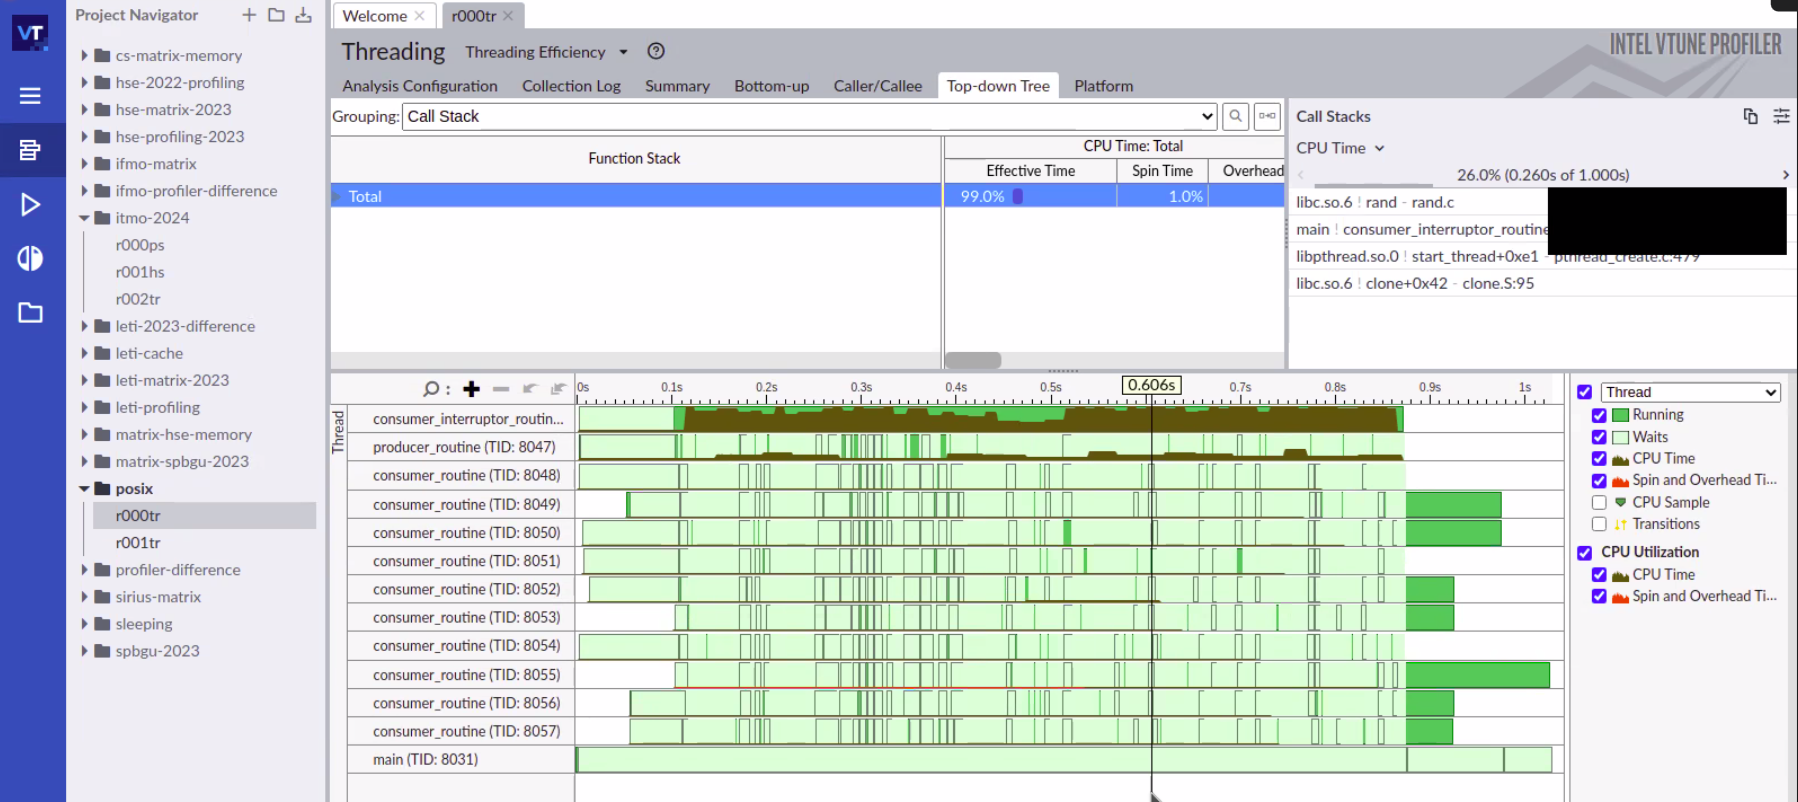 VT
Project Navigator
cs-matrix-memory
hse-2022-profiling
hse-matrix-2023
hse-profiling-2023
ifmo-matrix
ifmo-profiler-difference
itmo-2024
r000ps
r001hs
r002tr
leti-2023-difference
leti-cache
leti-matrix-2023
leti-profiling
matrix-hse-memory
matrix-spbgu-2023
posix
r000tr
r001tr
profiler-difference
sirius-matrix
sleeping
spbgu-2023
Welcome
r000tr
Threading Threading Efficiency
INTEL VTUNE PROFILER
Analysis Configuration Collection Log Summary Bottom-up Caller/Callee Top-down Tree Platform
Grouping: Call Stack
Function Stack
CPU Time: Total
Effective Time Spin Time Overhead
Total 99.0% 1.0%
Call Stacks
CPU Time
26.0% (0.260s of 1.000s)
libc.so.6 ! rand - rand.c
main ! consumer_interruptor_routine
libpthread.so.0 ! start_thread+0xe1 - pthread_create.c:479
libc.so.6 ! clone+0x42 - clone.S:95
0s 0.1s 0.2s 0.3s 0.4s 0.5s 0.606s 0.7s 0.8s 0.9s 1s
Thread
consumer_interruptor_routin...
producer_routine (TID: 8047)
consumer_routine (TID: 8048)
consumer_routine (TID: 8049)
consumer_routine (TID: 8050)
consumer_routine (TID: 8051)
consumer_routine (TID: 8052)
consumer_routine (TID: 8053)
consumer_routine (TID: 8054)
consumer_routine (TID: 8055)
consumer_routine (TID: 8056)
consumer_routine (TID: 8057)
main (TID: 8031)
Thread
Running
Waits
CPU Time
Spin and Overhead Ti...
CPU Sample
Transitions
CPU Utilization
CPU Time
Spin and Overhead Ti...